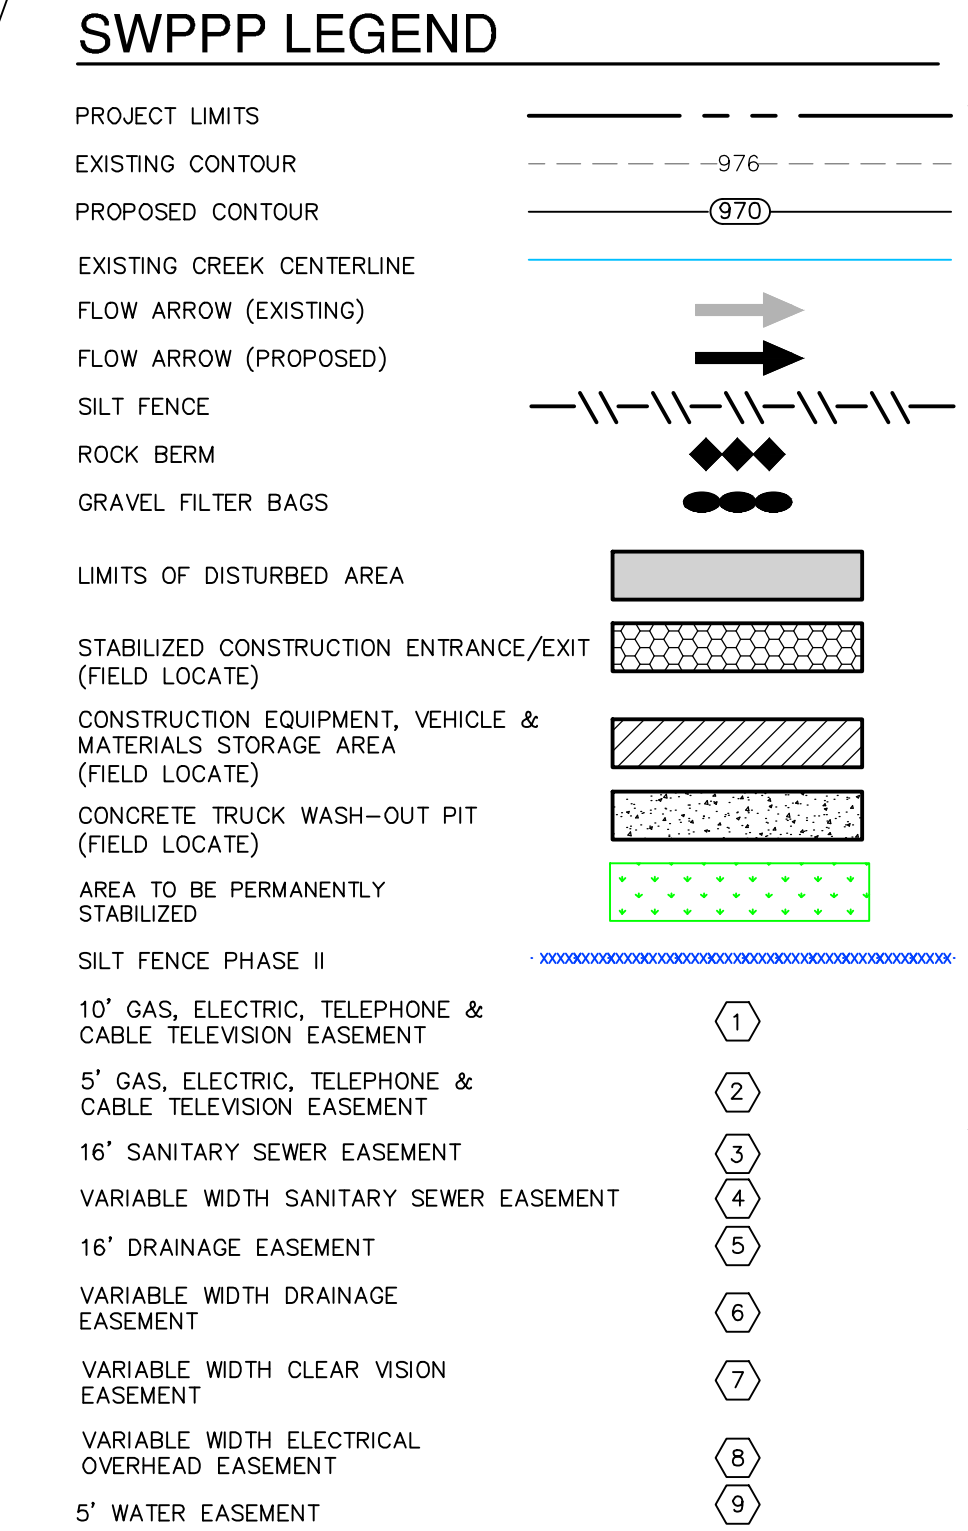 SWPPP LEGEND
PROJECT LIMITS
EXISTING CONTOUR 976
PROPOSED CONTOUR 970
EXISTING CREEK CENTERLINE
FLOW ARROW (EXISTING)
FLOW ARROW (PROPOSED)
SILT FENCE
ROCK BERM
GRAVEL FILTER BAGS
LIMITS OF DISTURBED AREA
STABILIZED CONSTRUCTION ENTRANCE/EXIT
(FIELD LOCATE)
CONSTRUCTION EQUIPMENT, VEHICLE &
MATERIALS STORAGE AREA
(FIELD LOCATE)
CONCRETE TRUCK WASH-OUT PIT
(FIELD LOCATE)
AREA TO BE PERMANENTLY
STABILIZED
SILT FENCE PHASE II
10' GAS, ELECTRIC, TELEPHONE &
CABLE TELEVISION EASEMENT
1
5' GAS, ELECTRIC, TELEPHONE &
CABLE TELEVISION EASEMENT
2
16' SANITARY SEWER EASEMENT 3
VARIABLE WIDTH SANITARY SEWER EASEMENT 4
16' DRAINAGE EASEMENT 5
VARIABLE WIDTH DRAINAGE
EASEMENT
6
VARIABLE WIDTH CLEAR VISION
EASEMENT
7
VARIABLE WIDTH ELECTRICAL
OVERHEAD EASEMENT
8
5' WATER EASEMENT 9